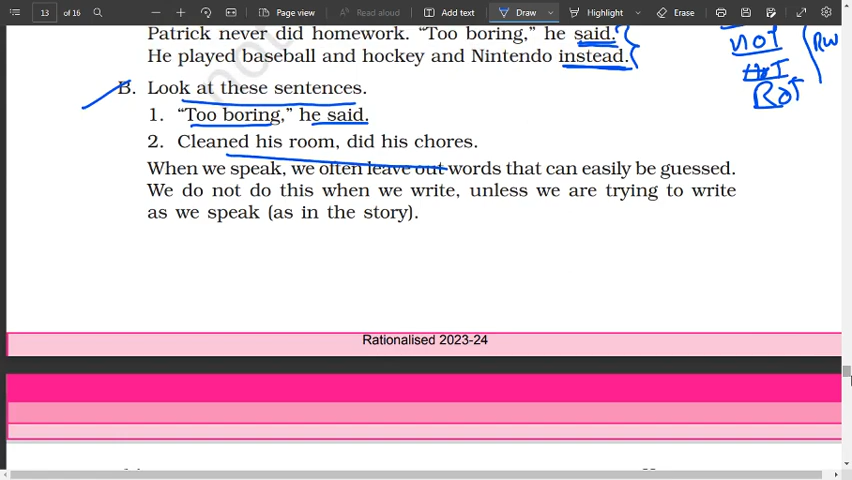 13 of 16 Page view Read aloud Add text Draw Highlight Erase
Patrick never did homework. “Too boring,” he said.
He played baseball and hockey and Nintendo instead.
not
RW
B. Look at these sentences.
1. “Too boring,” he said.
2. Cleaned his room, did his chores.
When we speak, we often leave out words that can easily be guessed.
We do not do this when we write, unless we are trying to write
as we speak (as in the story).
Rationalised 2023-24